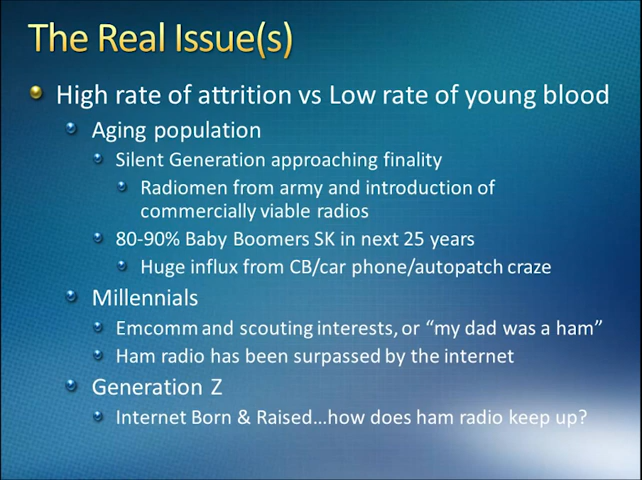 The Real Issue(s)
High rate of attrition vs Low rate of young blood
Aging population
Silent Generation approaching finality
Radiomen from army and introduction of
commercially viable radios
80-90% Baby Boomers SK in next 25 years
Huge influx from CB/car phone/autopatch craze
Millennials
Emcomm and scouting interests, or “my dad was a ham”
Ham radio has been surpassed by the internet
Generation Z
Internet Born & Raised...how does ham radio keep up?